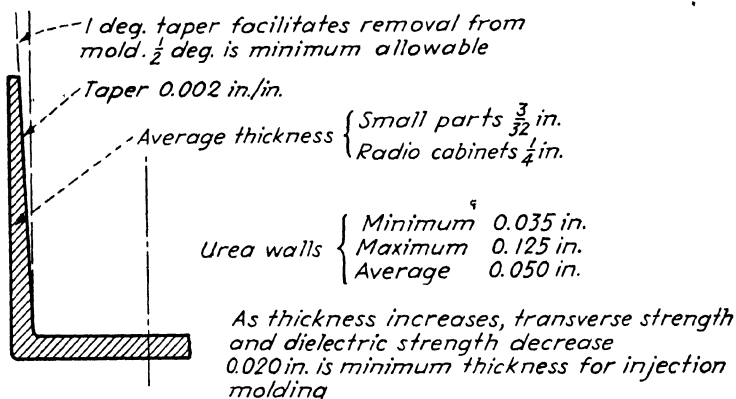 1 deg. taper facilitates removal from
mold. ½ deg. is minimum allowable
Taper 0.002 in./in.
Average thickness { Small parts 3/32 in.
Radio cabinets ¼ in.
Urea walls { Minimum 0.035 in.
Maximum 0.125 in.
Average 0.050 in.
As thickness increases, transverse strength
and dielectric strength decrease
0.020 in. is minimum thickness for injection
molding